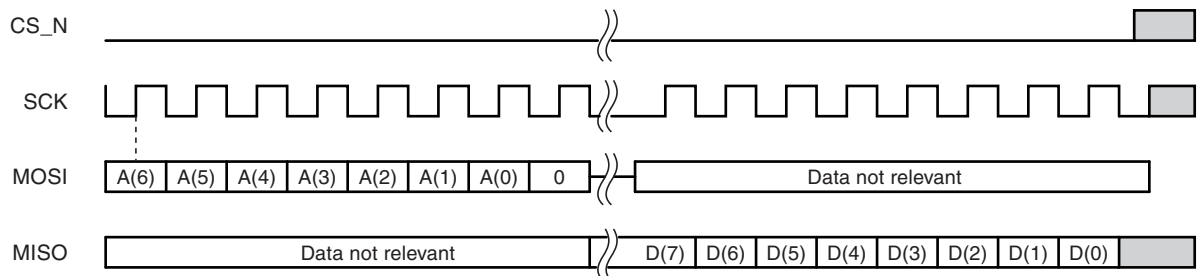 CS_N
SCK
MOSI A(6) A(5) A(4) A(3) A(2) A(1) A(0) 0 Data not relevant
MISO Data not relevant D(7) D(6) D(5) D(4) D(3) D(2) D(1) D(0)